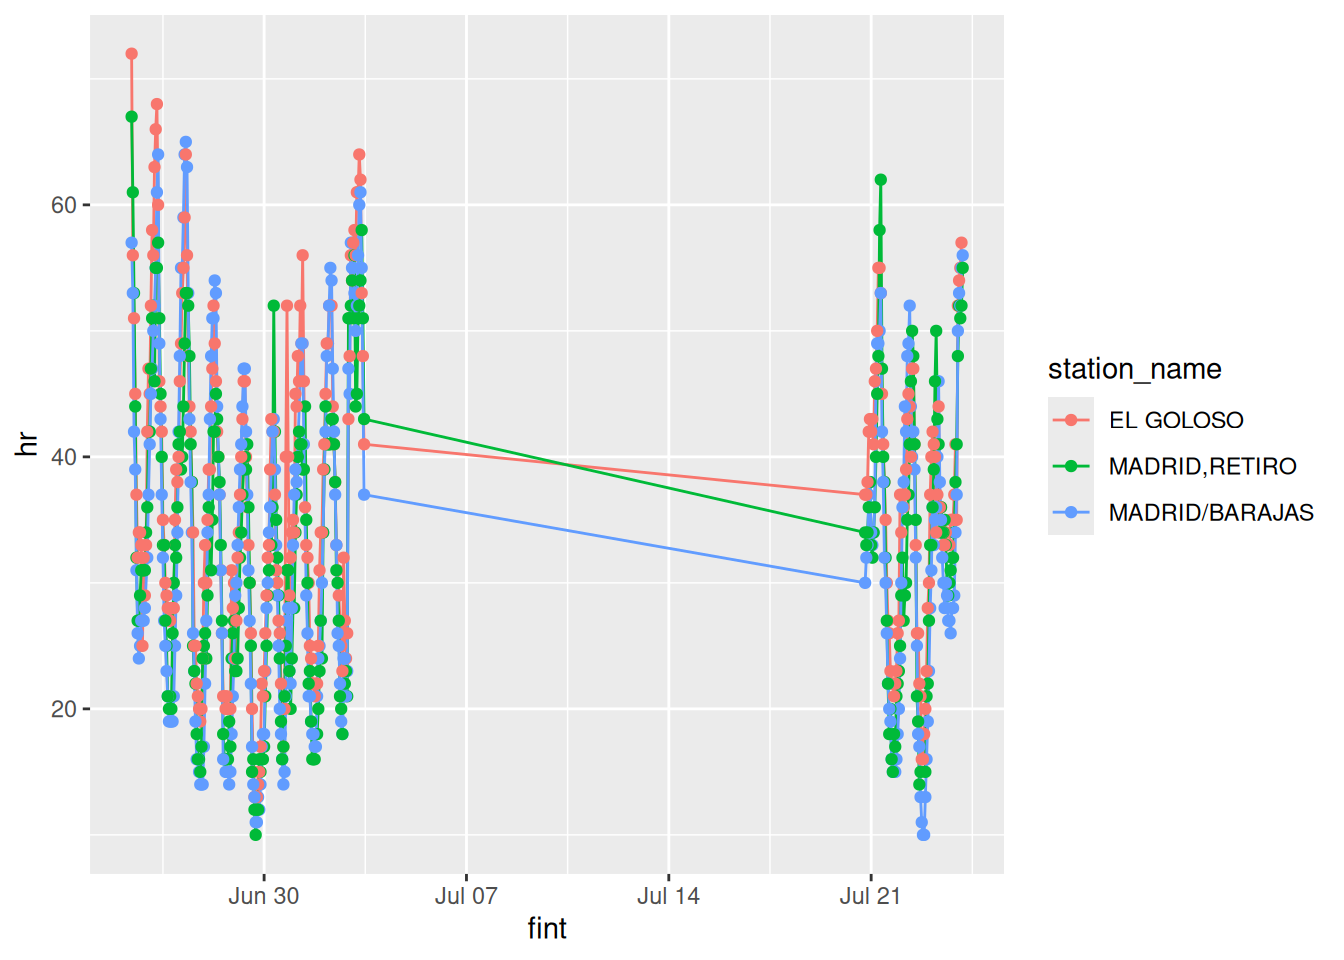 hr
60
40
20
Jun 30
Jul 07
Jul 14
Jul 21
fint
station_name
EL GOLOSO
MADRID,RETIRO
MADRID/BARAJAS